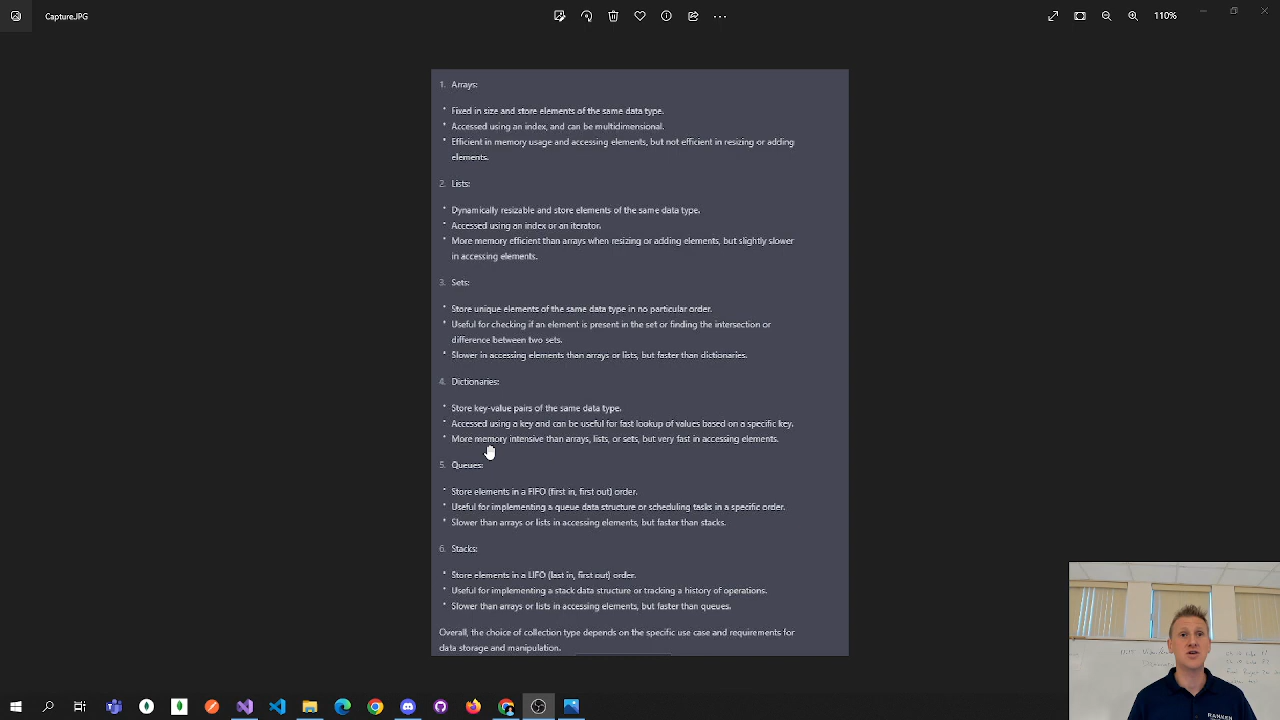 CaptureJPG
110%
1. Arrays:
• Fixed in size and store elements of the same data type.
• Accessed using an index, and can be multidimensional.
• Efficient in memory usage and accessing elements, but not efficient in resizing or adding
elements.
2. Lists:
• Dynamically resizable and store elements of the same data type.
• Accessed using an index or an iterator.
• More memory efficient than arrays when resizing or adding elements, but slightly slower
in accessing elements.
3. Sets:
• Store unique elements of the same data type in no particular order.
• Useful for checking if an element is present in the set or finding the intersection or
difference between two sets.
• Slower in accessing elements than arrays or lists, but faster than dictionaries.
4. Dictionaries:
• Store key-value pairs of the same data type.
• Accessed using a key and can be useful for fast lookup of values based on a specific key.
• More memory intensive than arrays, lists, or sets, but very fast in accessing elements.
5. Queues:
• Store elements in a FIFO (first in, first out) order.
• Useful for implementing a queue data structure or scheduling tasks in a specific order.
• Slower than arrays or lists in accessing elements, but faster than stacks.
6. Stacks:
• Store elements in a LIFO (last in, first out) order.
• Useful for implementing a stack data structure or tracking a history of operations.
• Slower than arrays or lists in accessing elements, but faster than queues.
Overall, the choice of collection type depends on the specific use case and requirements for
data storage and manipulation.
RANKEN